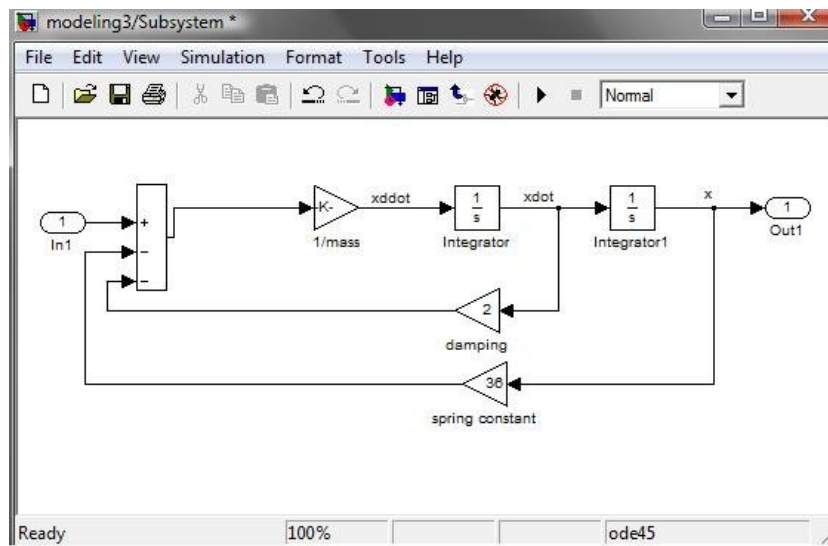 modeling3/Subsystem *
File Edit View Simulation Format Tools Help
Normal
1
In1
+
−
−
-K-
1/mass
xddot
1
s
Integrator
xdot
1
s
Integrator1
x
1
Out1
2
damping
36
spring constant
Ready 100% ode45